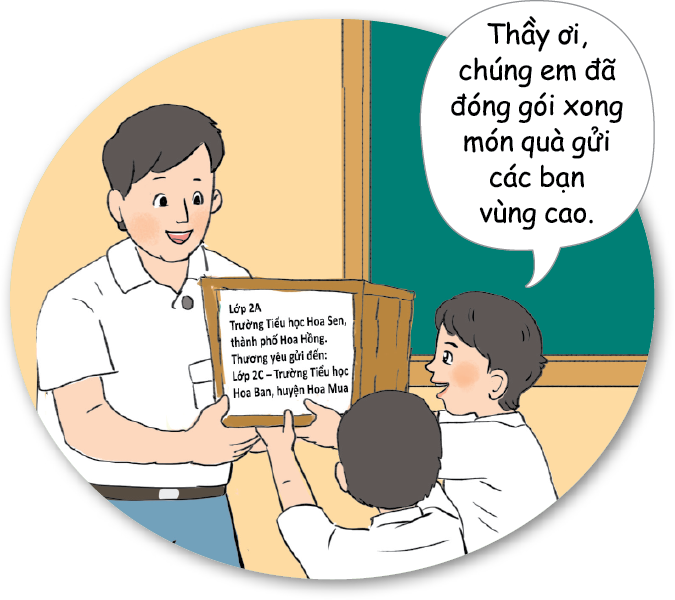 Thầy ơi,
chúng em đã
đóng gói xong
món quà gửi
các bạn
vùng cao.
Lớp 2A
Trường Tiểu học Hoa Sen,
thành phố Hoa Hồng.
Thương yêu gửi đến:
Lớp 2C – Trường Tiểu học
Hoa Ban, huyện Hoa Mua